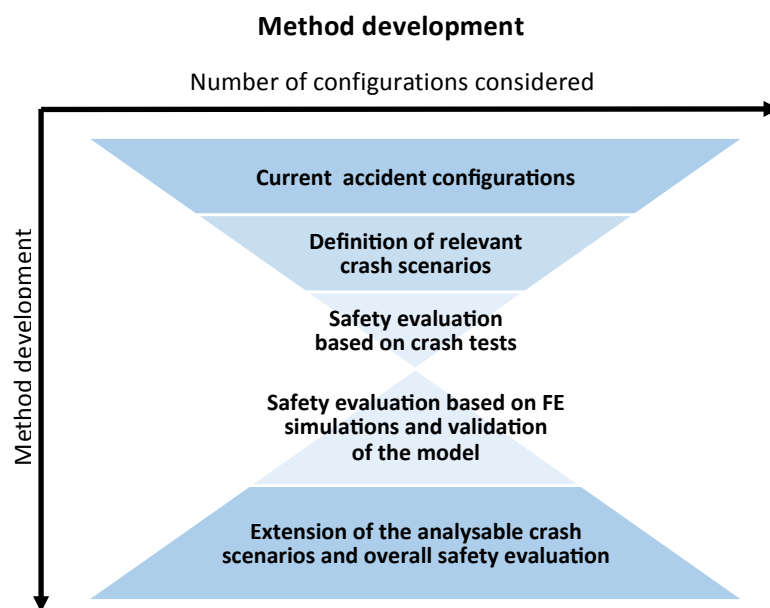 Method development
Number of configurations considered
Method development
Current accident configurations
Definition of relevant
crash scenarios
Safety evaluation
based on crash tests
Safety evaluation based on FE
simulations and validation
of the model
Extension of the analysable crash
scenarios and overall safety evaluation